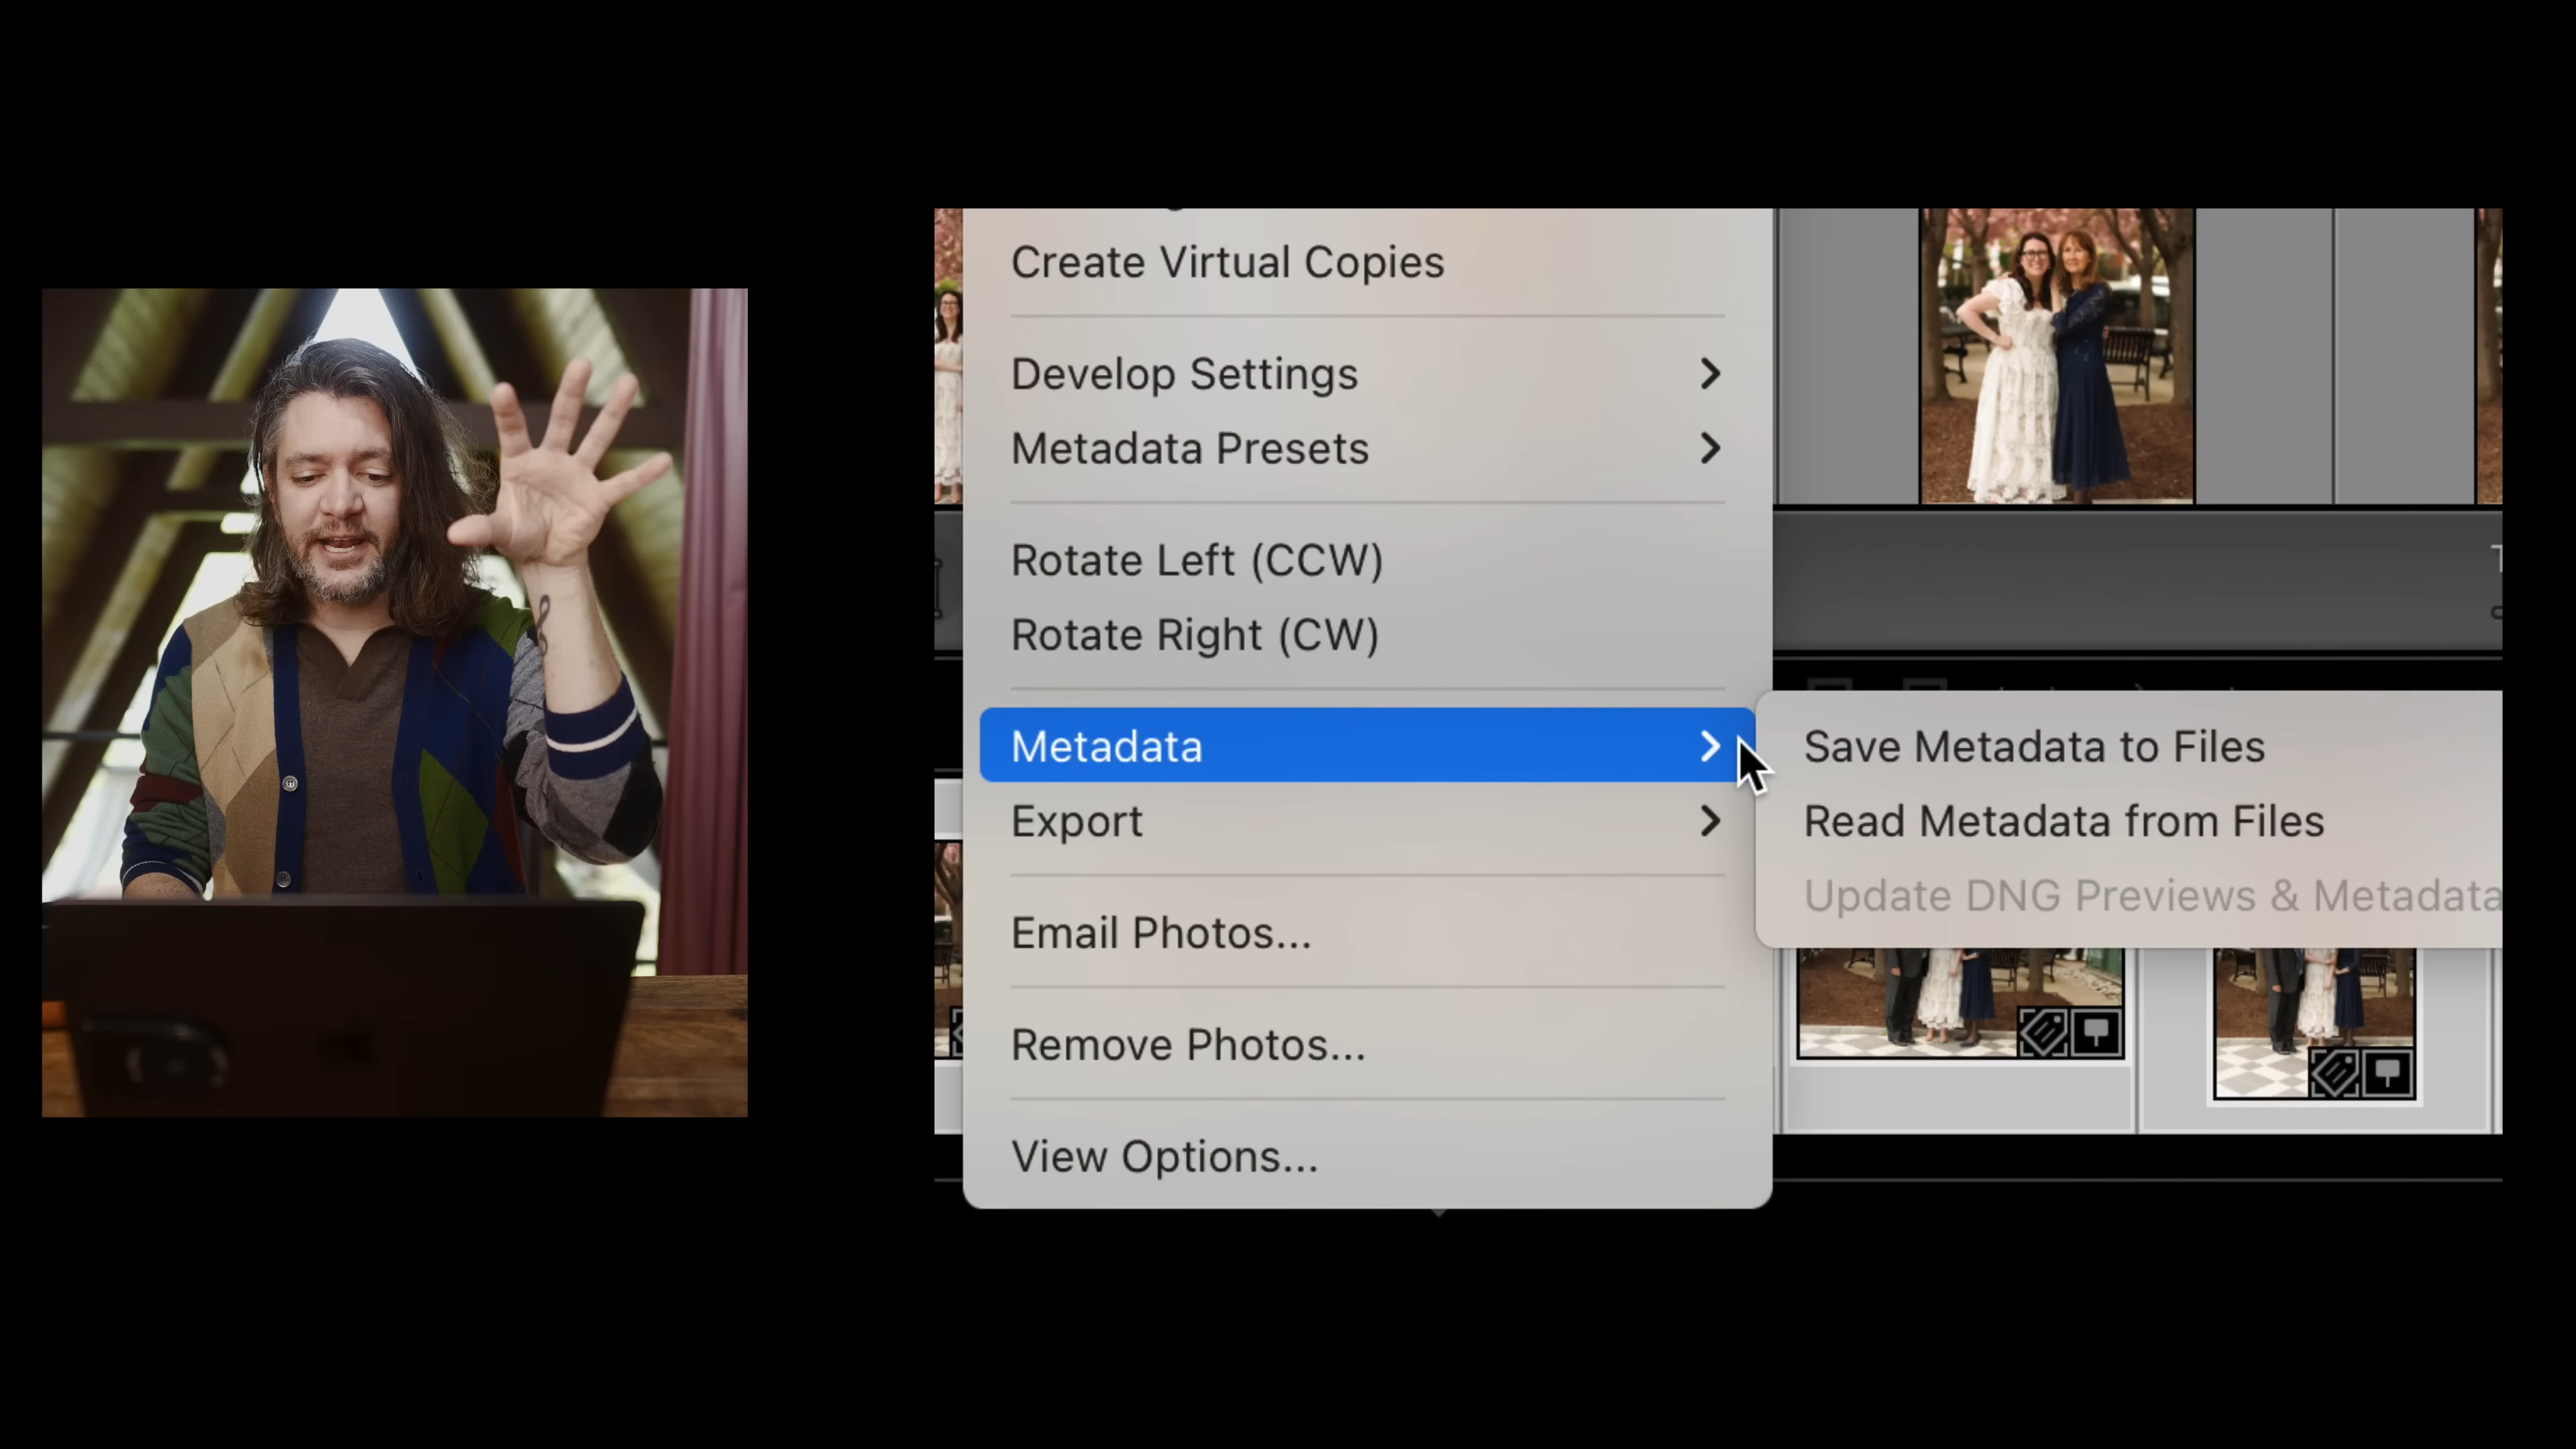 Create Virtual Copies
Develop Settings
Metadata Presets
Rotate Left (CCW)
Rotate Right (CW)
Metadata
Save Metadata to Files
Export
Read Metadata from Files
Update DNG Previews & Metadata
Email Photos...
Remove Photos...
View Options...